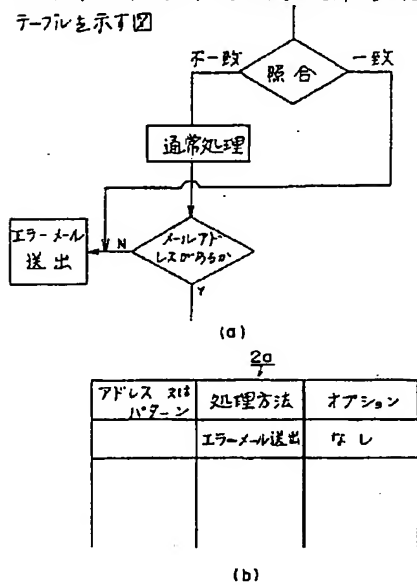 テーブルを示す図
不一致
照合
一致
通常処理
エラーメール
送出
N
メールアド
レスがあるか
Y
(a)
2a
アドレス又は
パターン
処理方法
オプション
エラーメール送出
なし
(b)